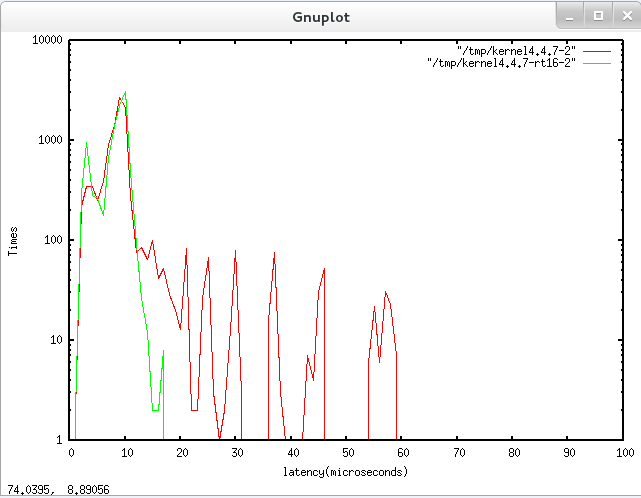 Gnuplot
10000
"/tmp/kernel4.4.7-2"
"/tmp/kernel4.4.7-rt16-2"
1000
100
10
1
Times
0 10 20 30 40 50 60 70 80 90 100
latency(microseconds)
74.0395, 8.89056